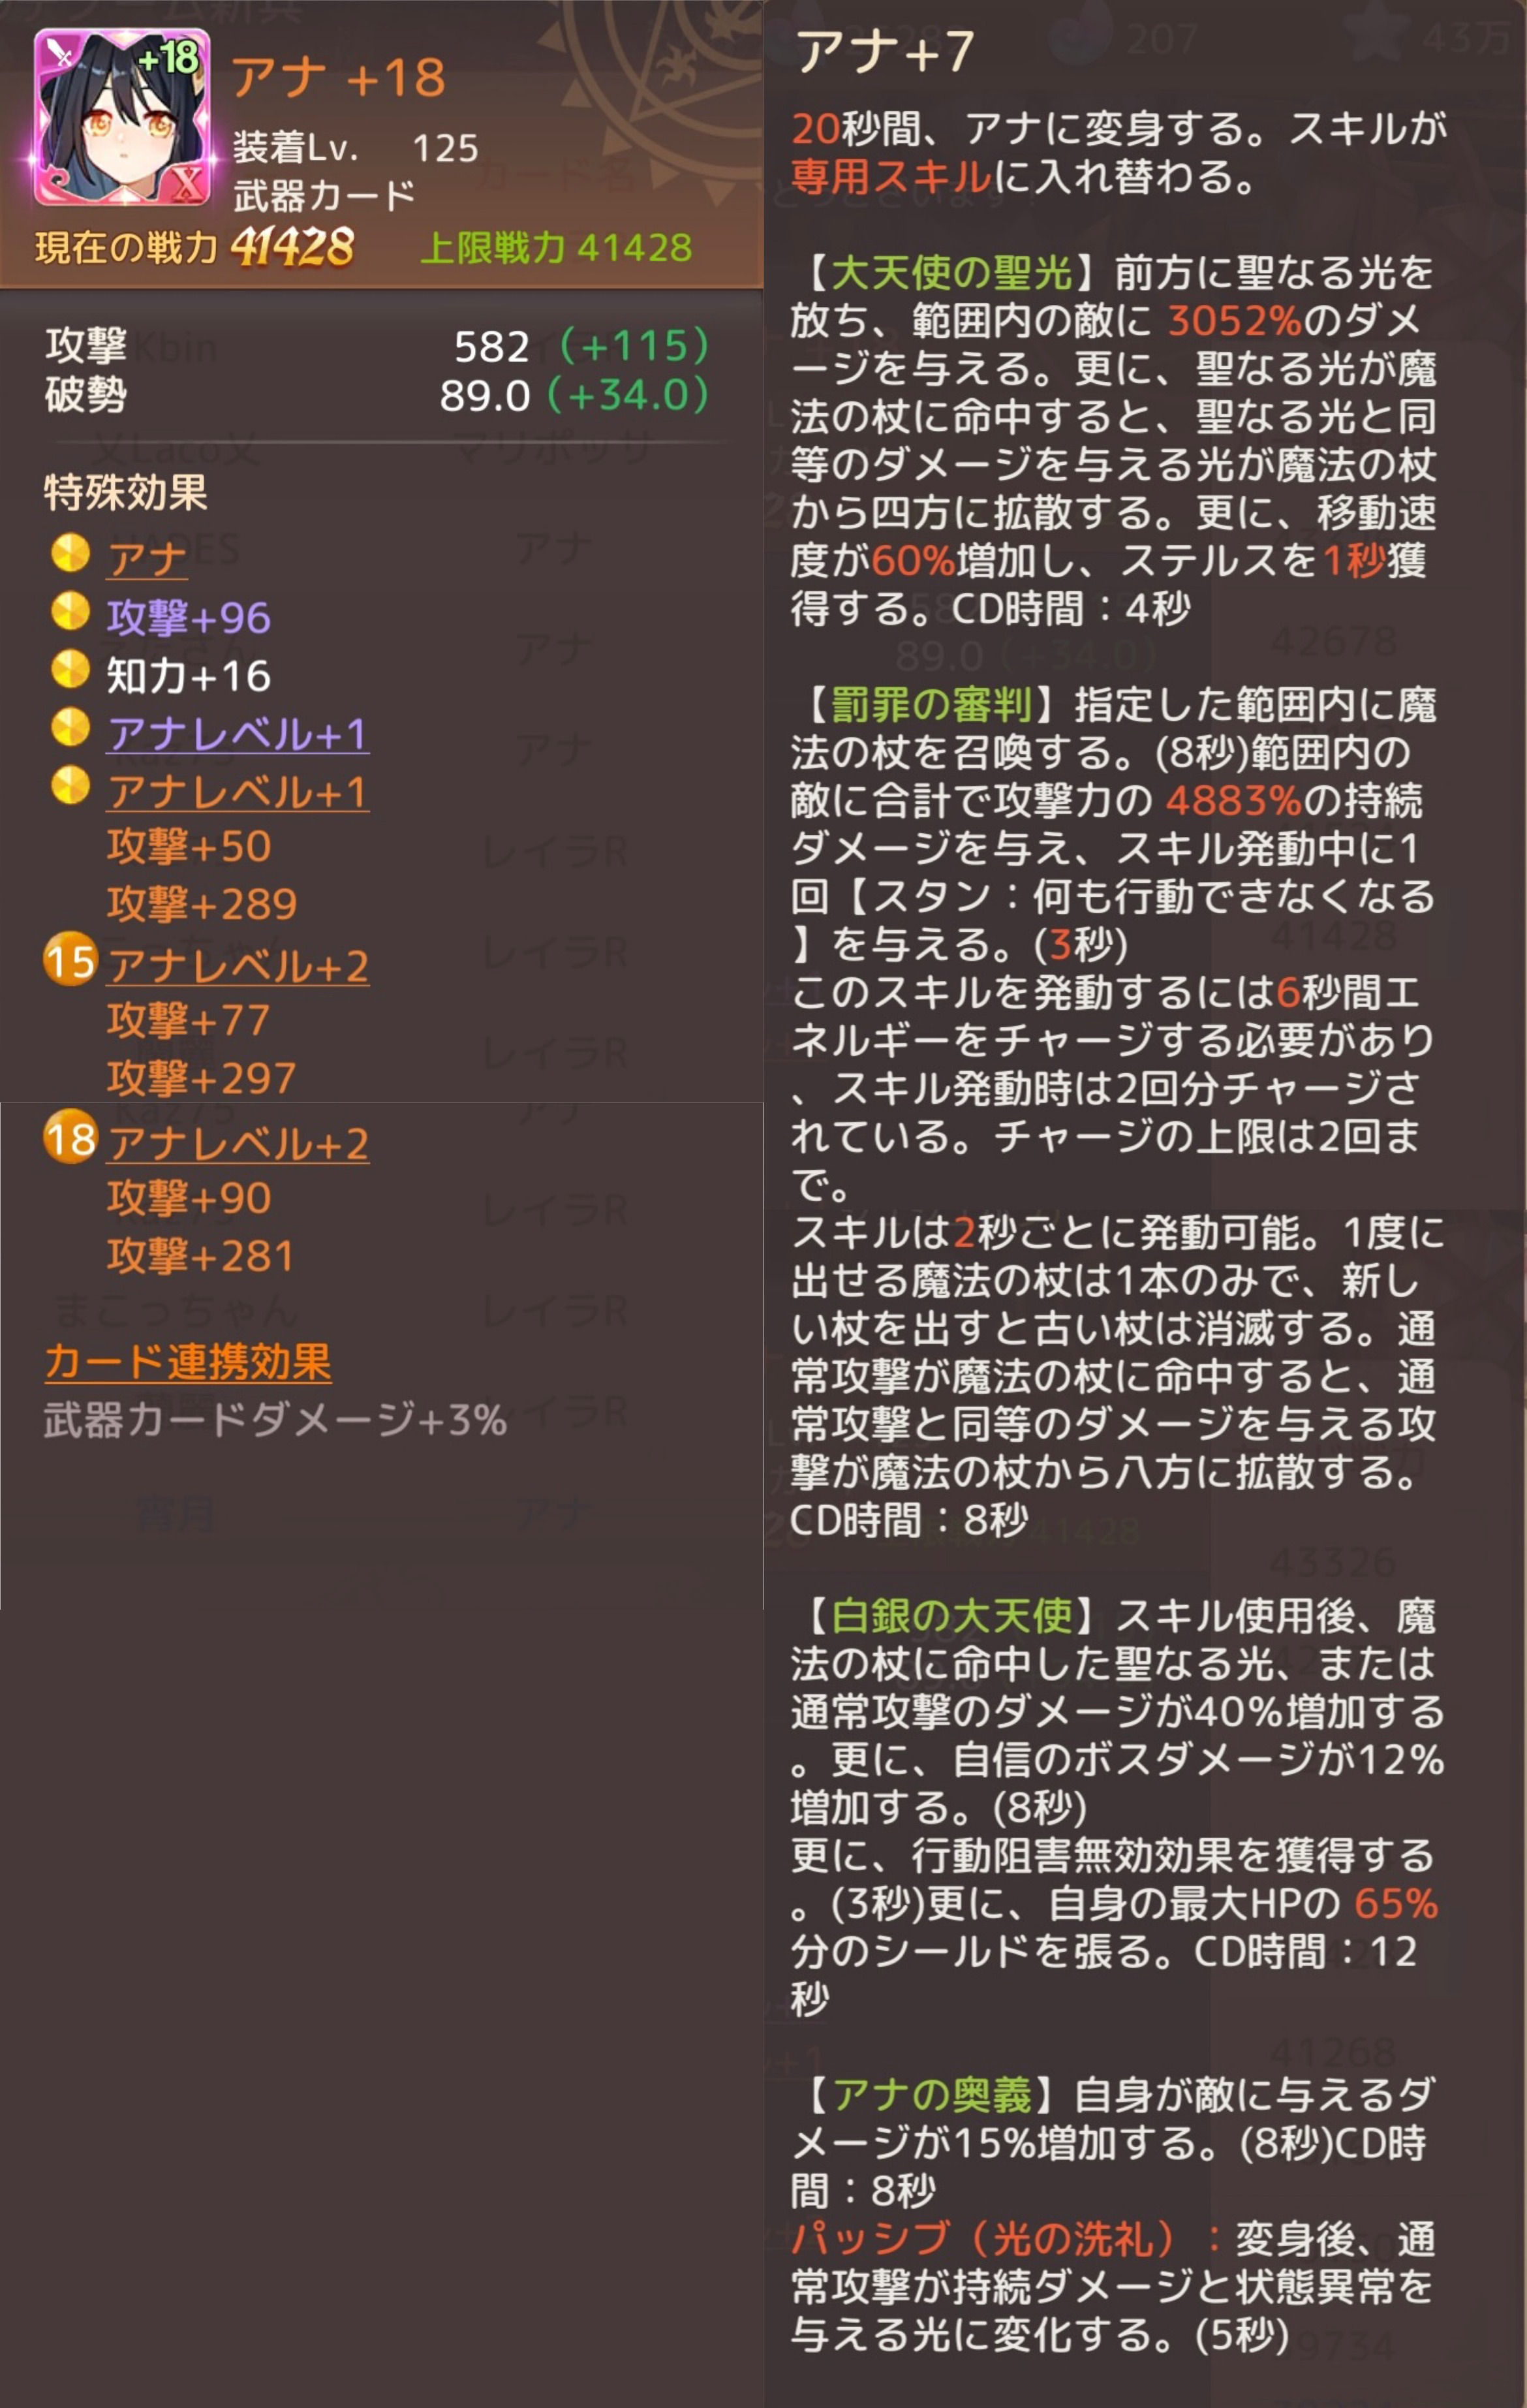 +18
アナ +18
装着Lv. 125
武器カード
現在の戦力 41428 上限戦力 41428
攻撃 582 (+115)
破勢 89.0 (+34.0)
特殊効果
アナ
攻撃+96
知力+16
アナレベル+1
アナレベル+1
攻撃+50
攻撃+289
15 アナレベル+2
攻撃+77
攻撃+297
18 アナレベル+2
攻撃+90
攻撃+281
カード連携効果
武器カードダメージ+3%
アナ+7
20秒間、アナに変身する。スキルが
専用スキルに入れ替わる。
【大天使の聖光】前方に聖なる光を
放ち、範囲内の敵に 3052%のダメ
ージを与える。更に、聖なる光が魔
法の杖に命中すると、聖なる光と同
等のダメージを与える光が魔法の杖
から四方に拡散する。更に、移動速
度が60%増加し、ステルスを1秒獲
得する。CD時間：4秒
【罰罪の審判】指定した範囲内に魔
法の杖を召喚する。(8秒)範囲内の
敵に合計で攻撃力の 4883%の持続
ダメージを与え、スキル発動中に1
回【スタン：何も行動できなくなる
】を与える。(3秒)
このスキルを発動するには6秒間エ
ネルギーをチャージする必要があり
、スキル発動時は2回分チャージさ
れている。チャージの上限は2回ま
で。
スキルは2秒ごとに発動可能。1度に
出せる魔法の杖は1本のみで、新し
い杖を出すと古い杖は消滅する。通
常攻撃が魔法の杖に命中すると、通
常攻撃と同等のダメージを与える攻
撃が魔法の杖から八方に拡散する。
CD時間：8秒
【白銀の大天使】スキル使用後、魔
法の杖に命中した聖なる光、または
通常攻撃のダメージが40%増加する
。更に、自信のボスダメージが12%
増加する。(8秒)
更に、行動阻害無効効果を獲得する
。(3秒)更に、自身の最大HPの 65%
分のシールドを張る。CD時間：12
秒
【アナの奥義】自身が敵に与えるダ
メージが15%増加する。(8秒)CD時
間：8秒
パッシブ（光の洗礼）：変身後、通
常攻撃が持続ダメージと状態異常を
与える光に変化する。(5秒)